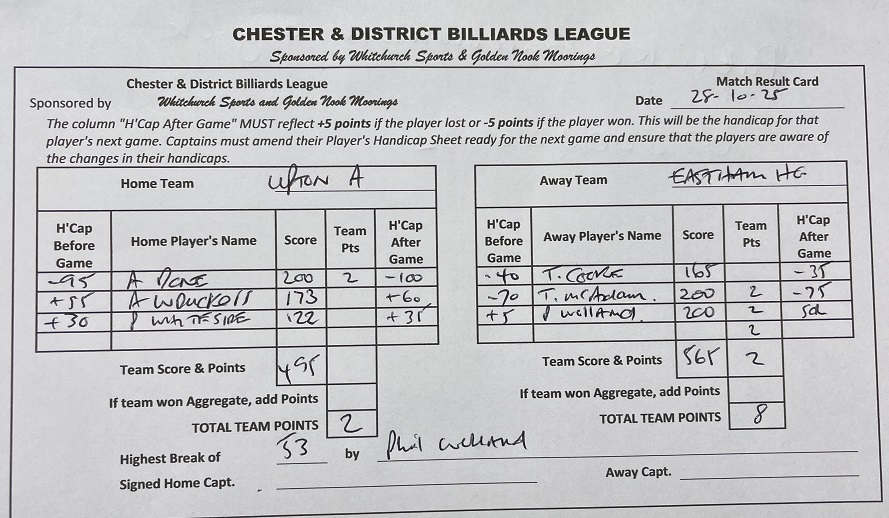 CHESTER & DISTRICT BILLIARDS LEAGUE
Sponsored by Whitchurch Sports & Golden Nook Moorings
Chester & District Billiards League
Match Result Card
Sponsored by Whitchurch Sports and Golden Nook Moorings
Date 28-10-25
The column "H'Cap After Game" MUST reflect +5 points if the player lost or -5 points if the player won. This will be the handicap for that
player's next game. Captains must amend their Player's Handicap Sheet ready for the next game and ensure that the players are aware of
the changes in their handicaps.
Home Team UPTON A
H'Cap Before Game Home Player's Name Score Team Pts H'Cap After Game
-95 A 200 2 -100
+55 A 173 +60
+30 P WHITESIDE 122 +35
Team Score & Points 495
If team won Aggregate, add Points
TOTAL TEAM POINTS 2
Away Team EASTHAM HG
H'Cap Before Game Away Player's Name Score Team Pts H'Cap After Game
-40 T. COOKE 165 -35
-70 T. McAdam. 200 2 -75
+5 P WELLAND. 200 2
2
Team Score & Points 565 2
If team won Aggregate, add Points
TOTAL TEAM POINTS 8
Highest Break of 53 by Phil WELLAND
Signed Home Capt.
Away Capt.